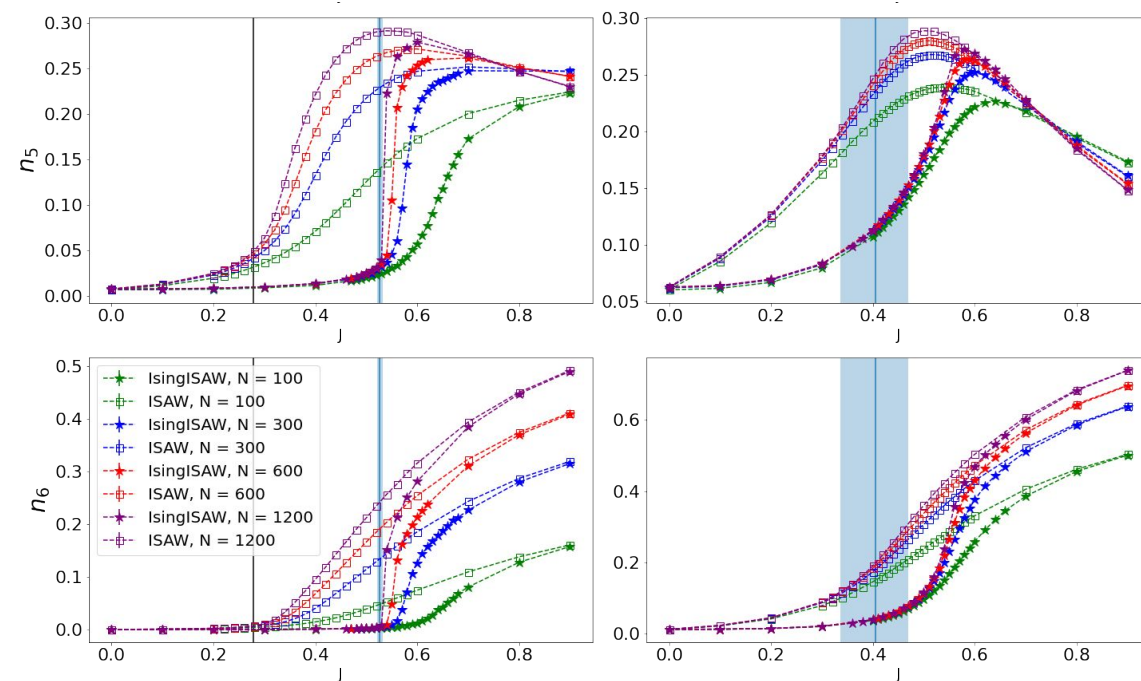 0.30
0.25
0.20
0.15
0.10
0.05
0.00
n5
0.0 0.2 0.4 0.6 0.8
J
0.30
0.25
0.20
0.15
0.10
0.05
0.0 0.2 0.4 0.6 0.8
J
0.5
0.4
0.3
0.2
0.1
0.0
n6
IsingISAW, N = 100
ISAW, N = 100
IsingISAW, N = 300
ISAW, N = 300
IsingISAW, N = 600
ISAW, N = 600
IsingISAW, N = 1200
ISAW, N = 1200
0.0 0.2 0.4 0.6 0.8
J
0.6
0.4
0.2
0.0
0.0 0.2 0.4 0.6 0.8
J